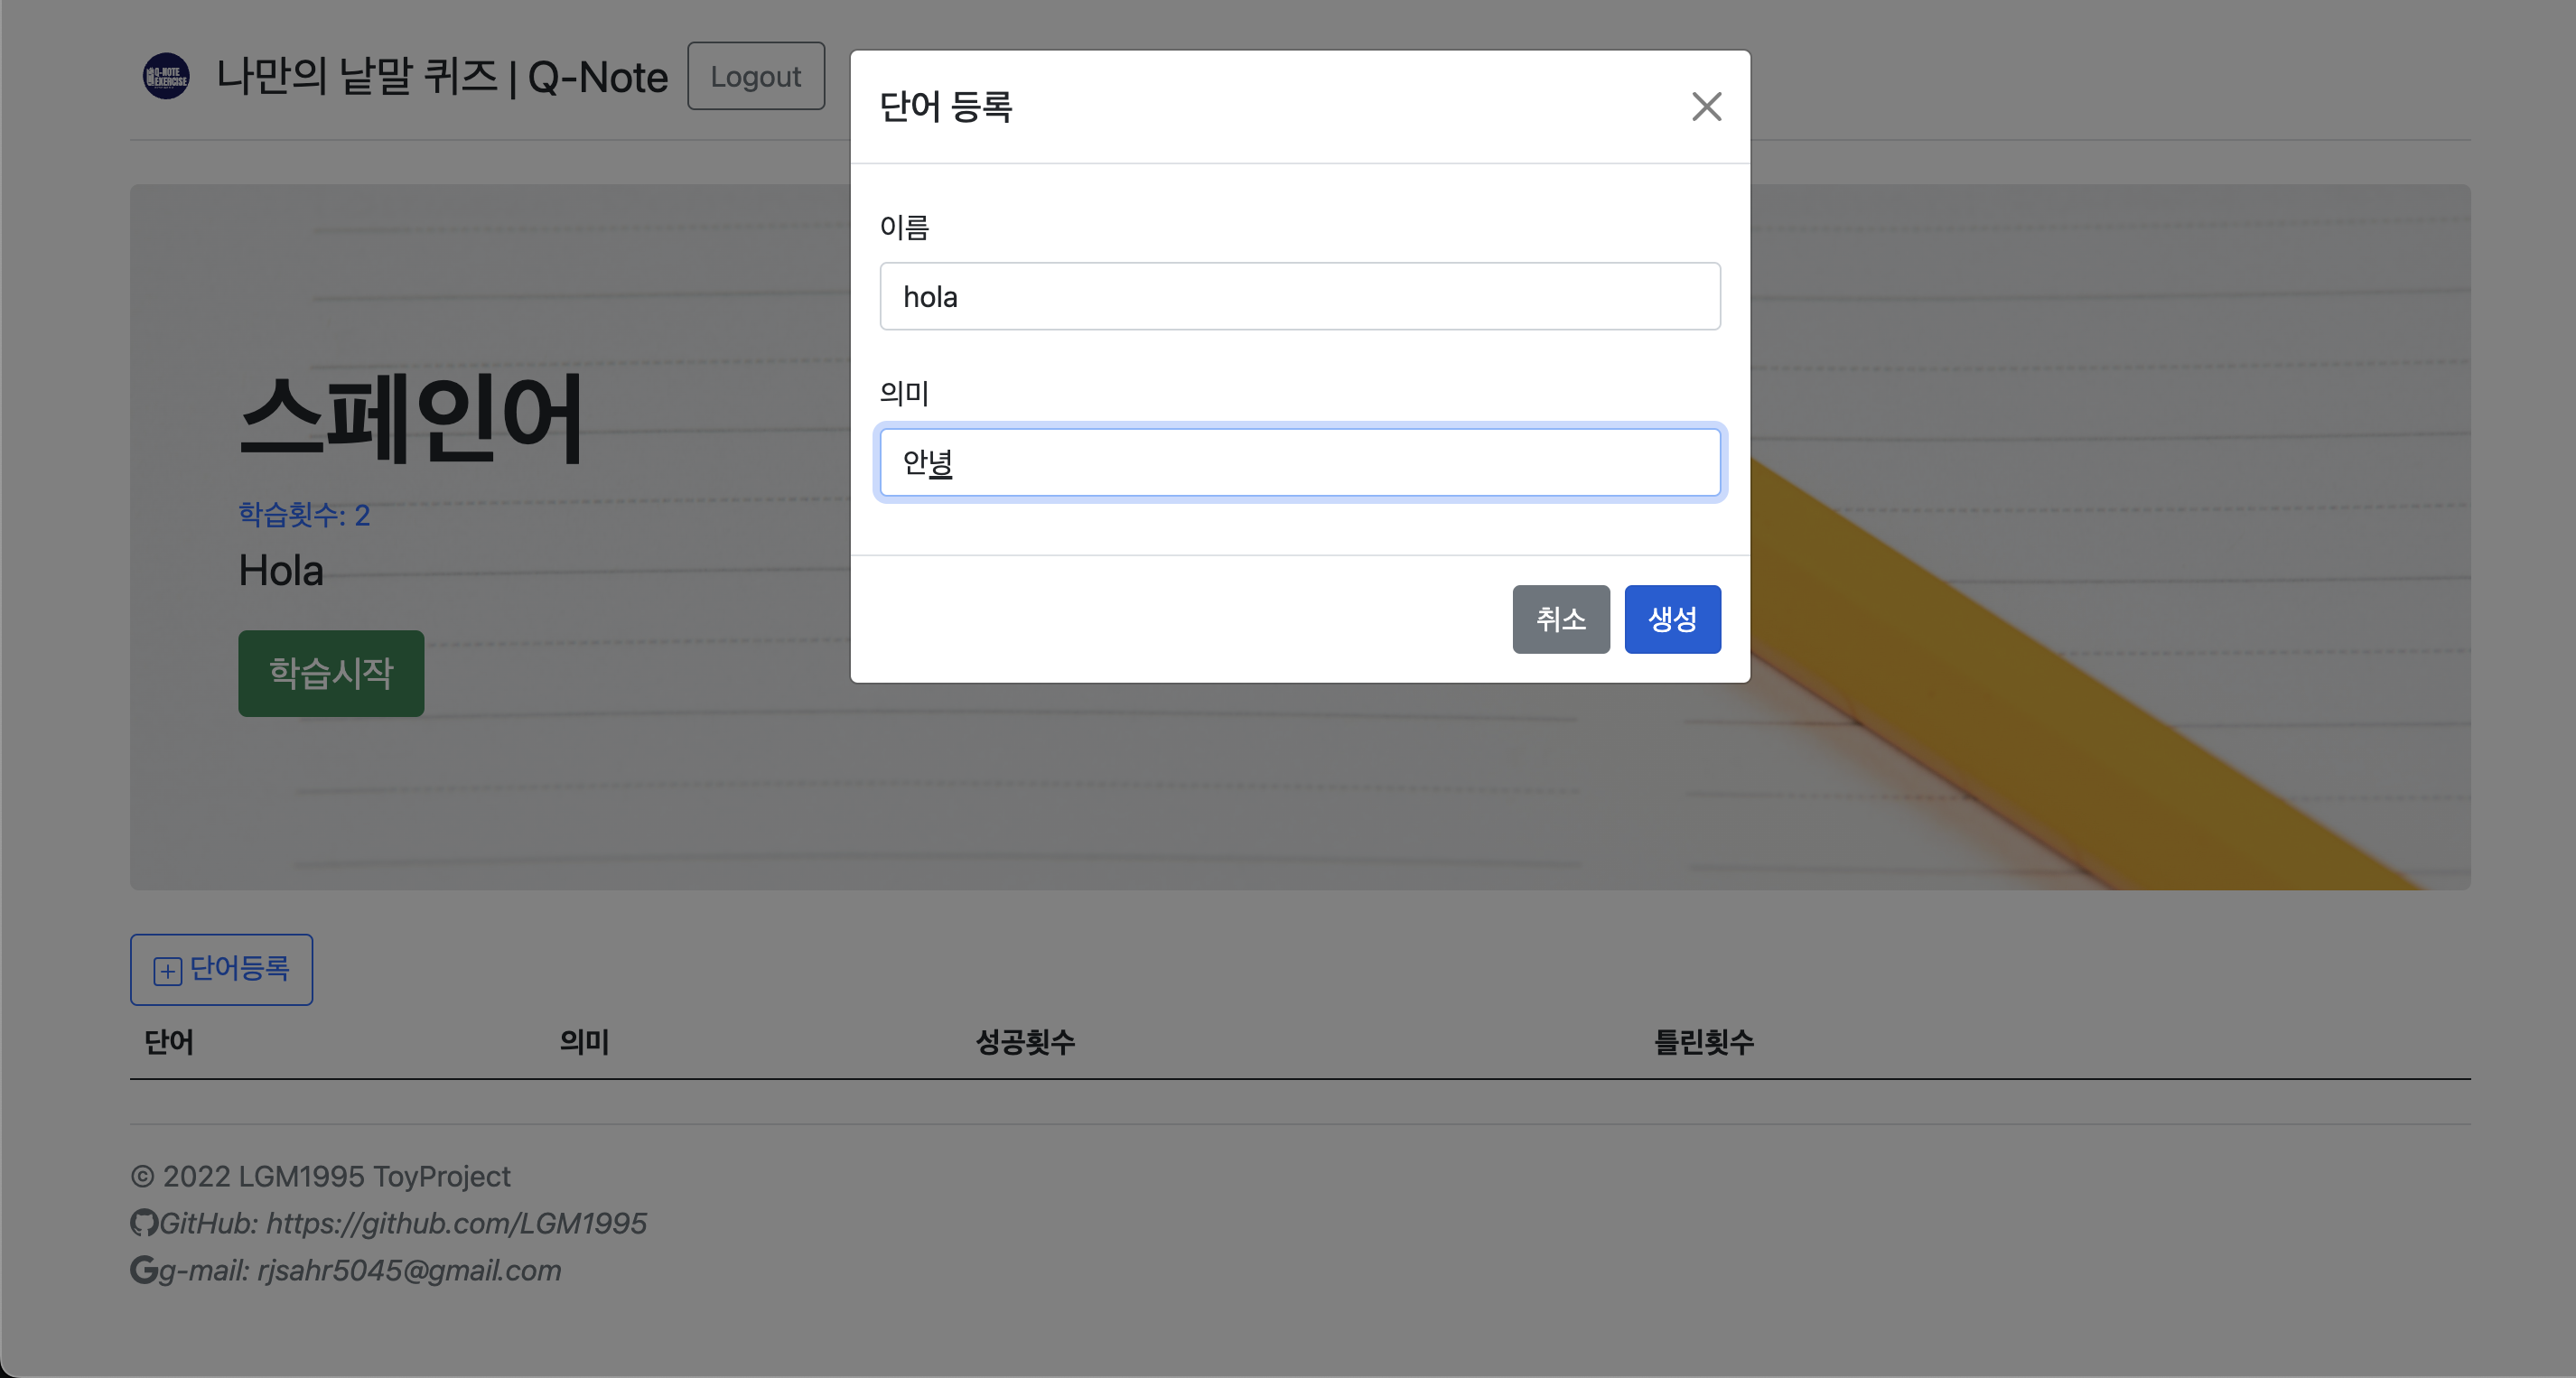 Q-NOTE
EXERCISE
나만의 낱말 퀴즈 | Q-Note
Logout
단어 등록
이름
hola
의미
안녕
취소 생성
스페인어
학습횟수: 2
Hola
학습시작
단어등록
단어 의미 성공횟수 틀린횟수
© 2022 LGM1995 ToyProject
GitHub: https://github.com/LGM1995
g-mail: rjsahr5045@gmail.com